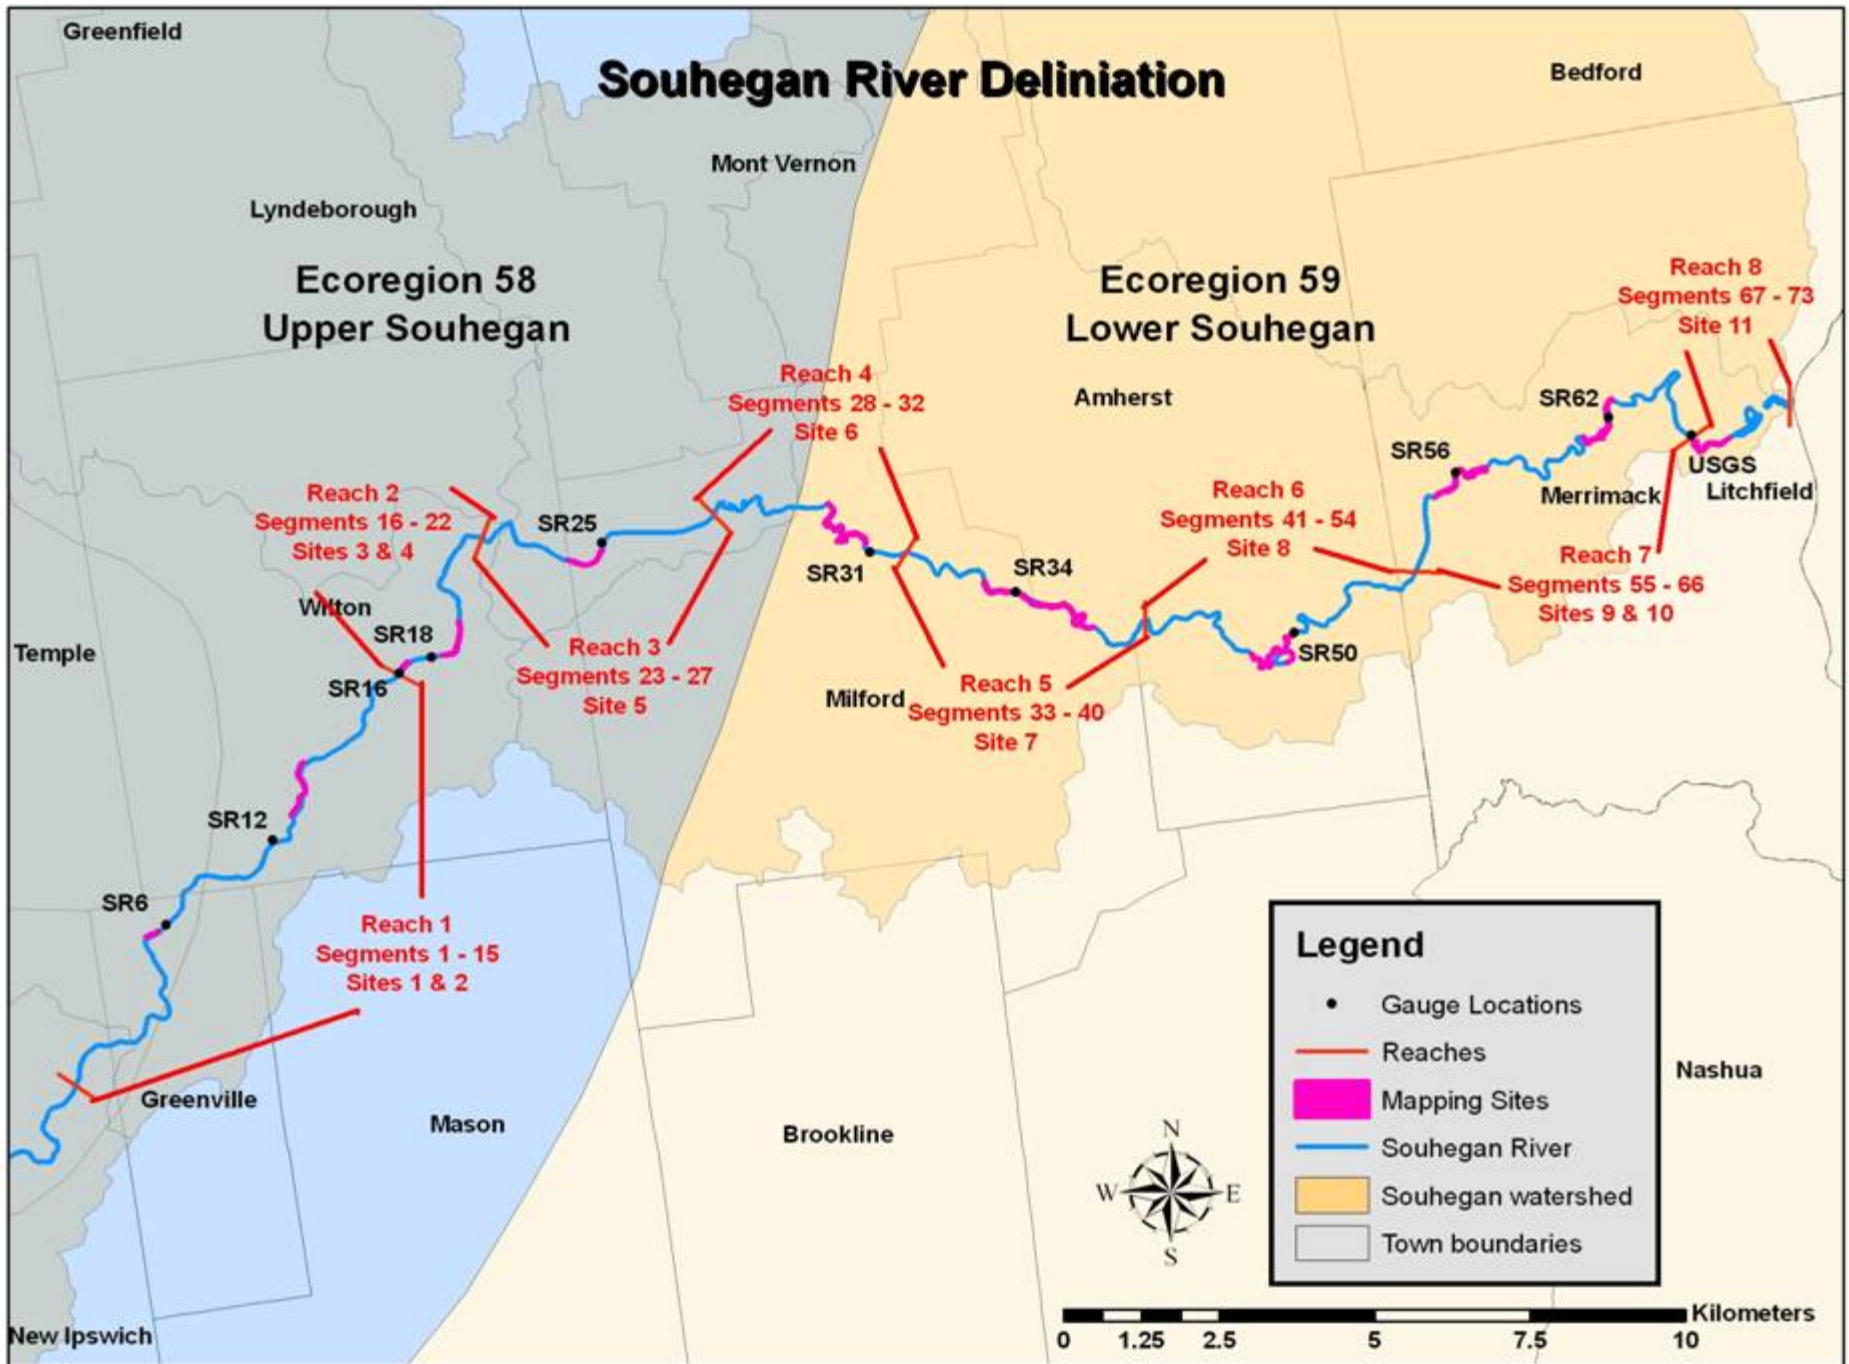 Greenfield
Souhegan River Deliniation
Bedford
Mont Vernon
Lyndeborough
Ecoregion 58
Upper Souhegan
Ecoregion 59
Lower Souhegan
Reach 8
Segments 67 - 73
Site 11
Reach 4
Segments 28 - 32
Site 6
Amherst
SR62
SR56
USGS
Litchfield
Merrimack
Reach 2
Segments 16 - 22
Sites 3 & 4
SR25
SR31
SR34
Reach 6
Segments 41 - 54
Site 8
Reach 7
Segments 55 - 66
Sites 9 & 10
Wilton
SR18
SR16
Temple
Reach 3
Segments 23 - 27
Site 5
SR50
Milford
Reach 5
Segments 33 - 40
Site 7
SR12
SR6
Reach 1
Segments 1 - 15
Sites 1 & 2
Greenville
Mason
Brookline
Nashua
New Ipswich
Legend
Gauge Locations
Reaches
Mapping Sites
Souhegan River
Souhegan watershed
Town boundaries
N
W E
S
Kilometers
0 1.25 2.5 5 7.5 10